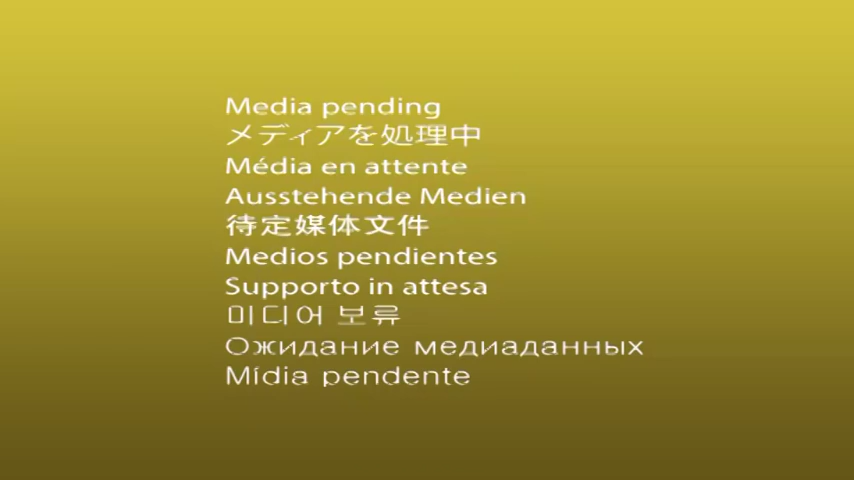 Media pending
メディアを処理中
Média en attente
Ausstehende Medien
待定媒体文件
Medios pendientes
Supporto in attesa
미디어 보류
Ожидание медиаданных
Mídia pendente